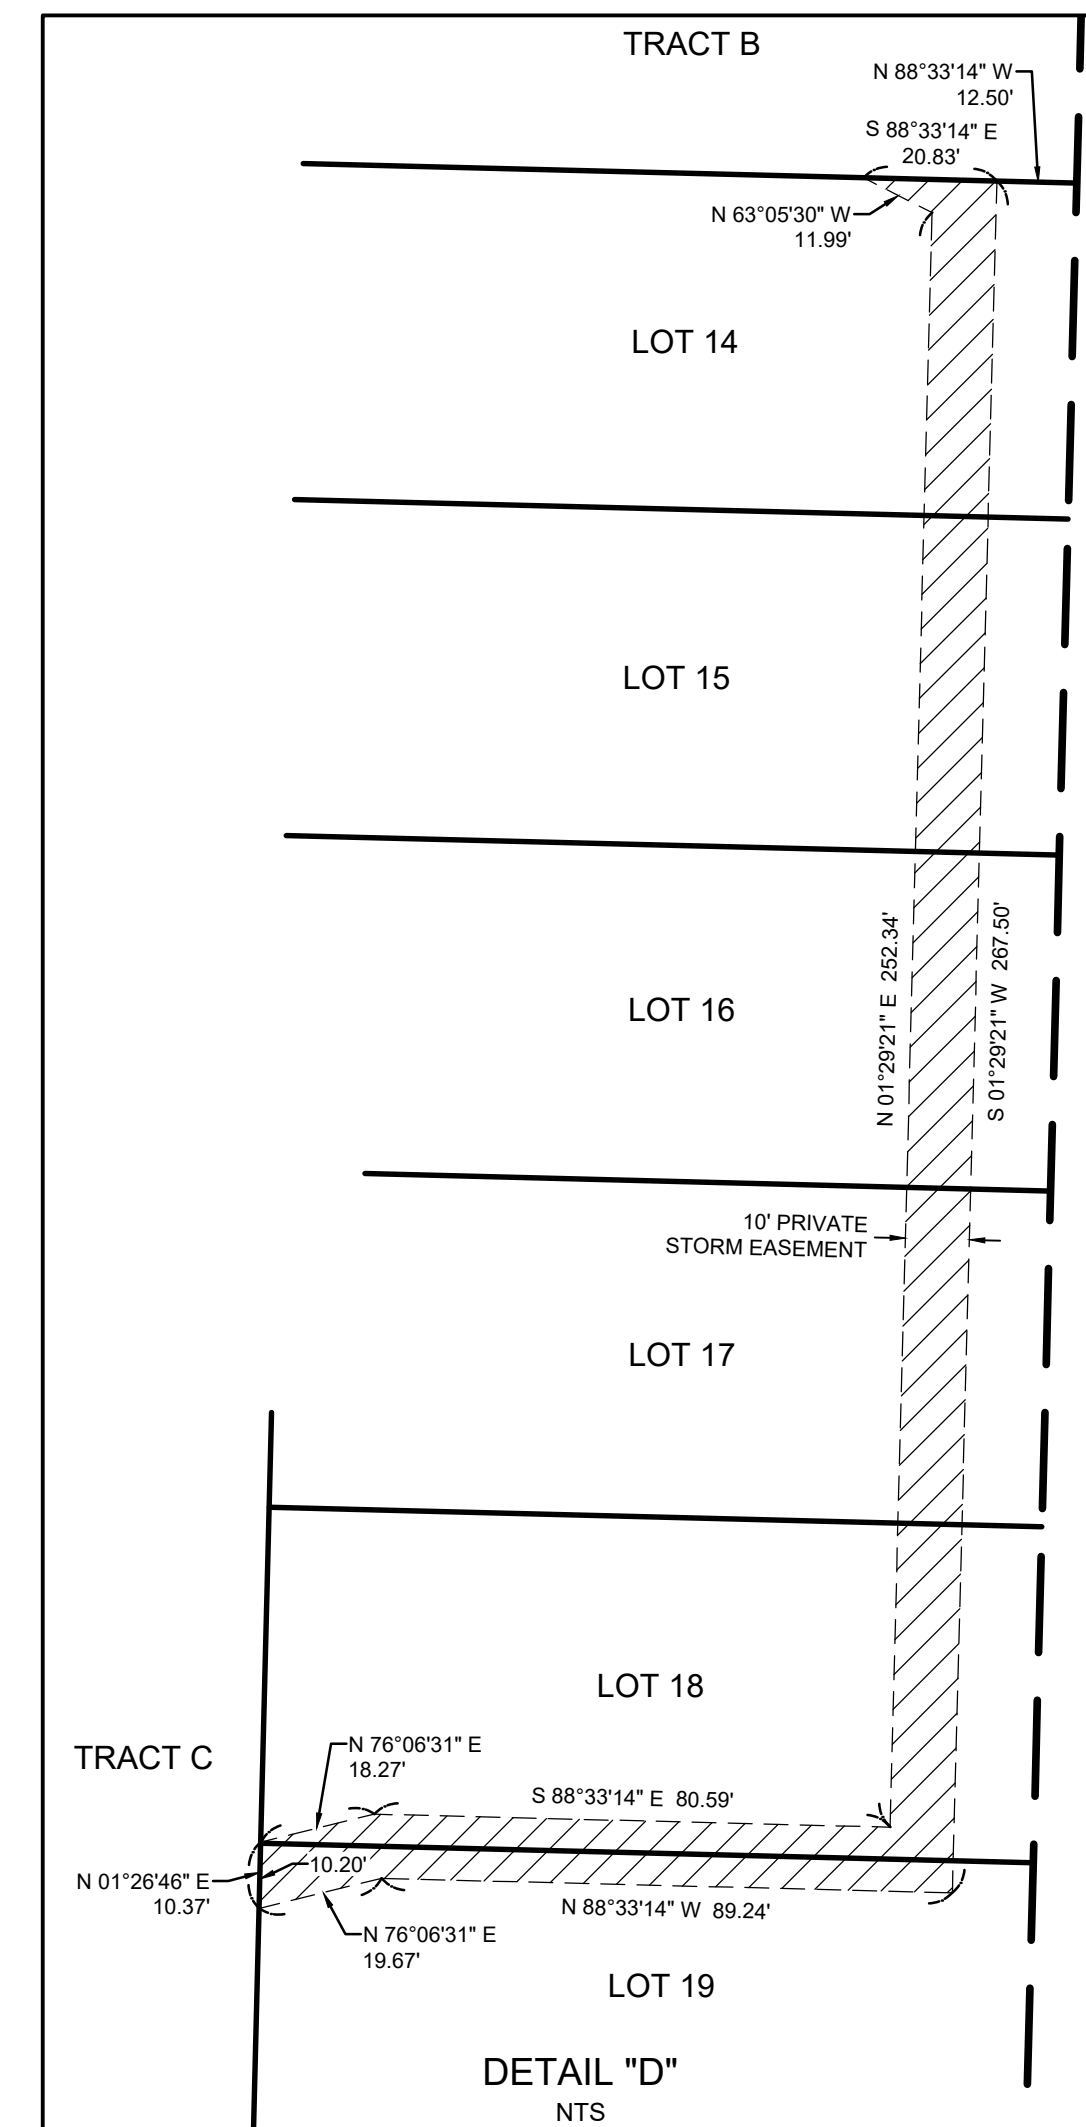 TRACT B
N 88°33'14" W
12.50'
S 88°33'14" E
20.83'
N 63°05'30" W
11.99'
LOT 14
LOT 15
LOT 16
N 01°29'21" E 252.34'
S 01°29'21" W 267.50'
10' PRIVATE
STORM EASEMENT
LOT 17
LOT 18
TRACT C
N 76°06'31" E
18.27'
S 88°33'14" E 80.59'
10.20'
N 01°26'46" E
10.37'
N 88°33'14" W 89.24'
N 76°06'31" E
19.67'
LOT 19
DETAIL "D"
NTS